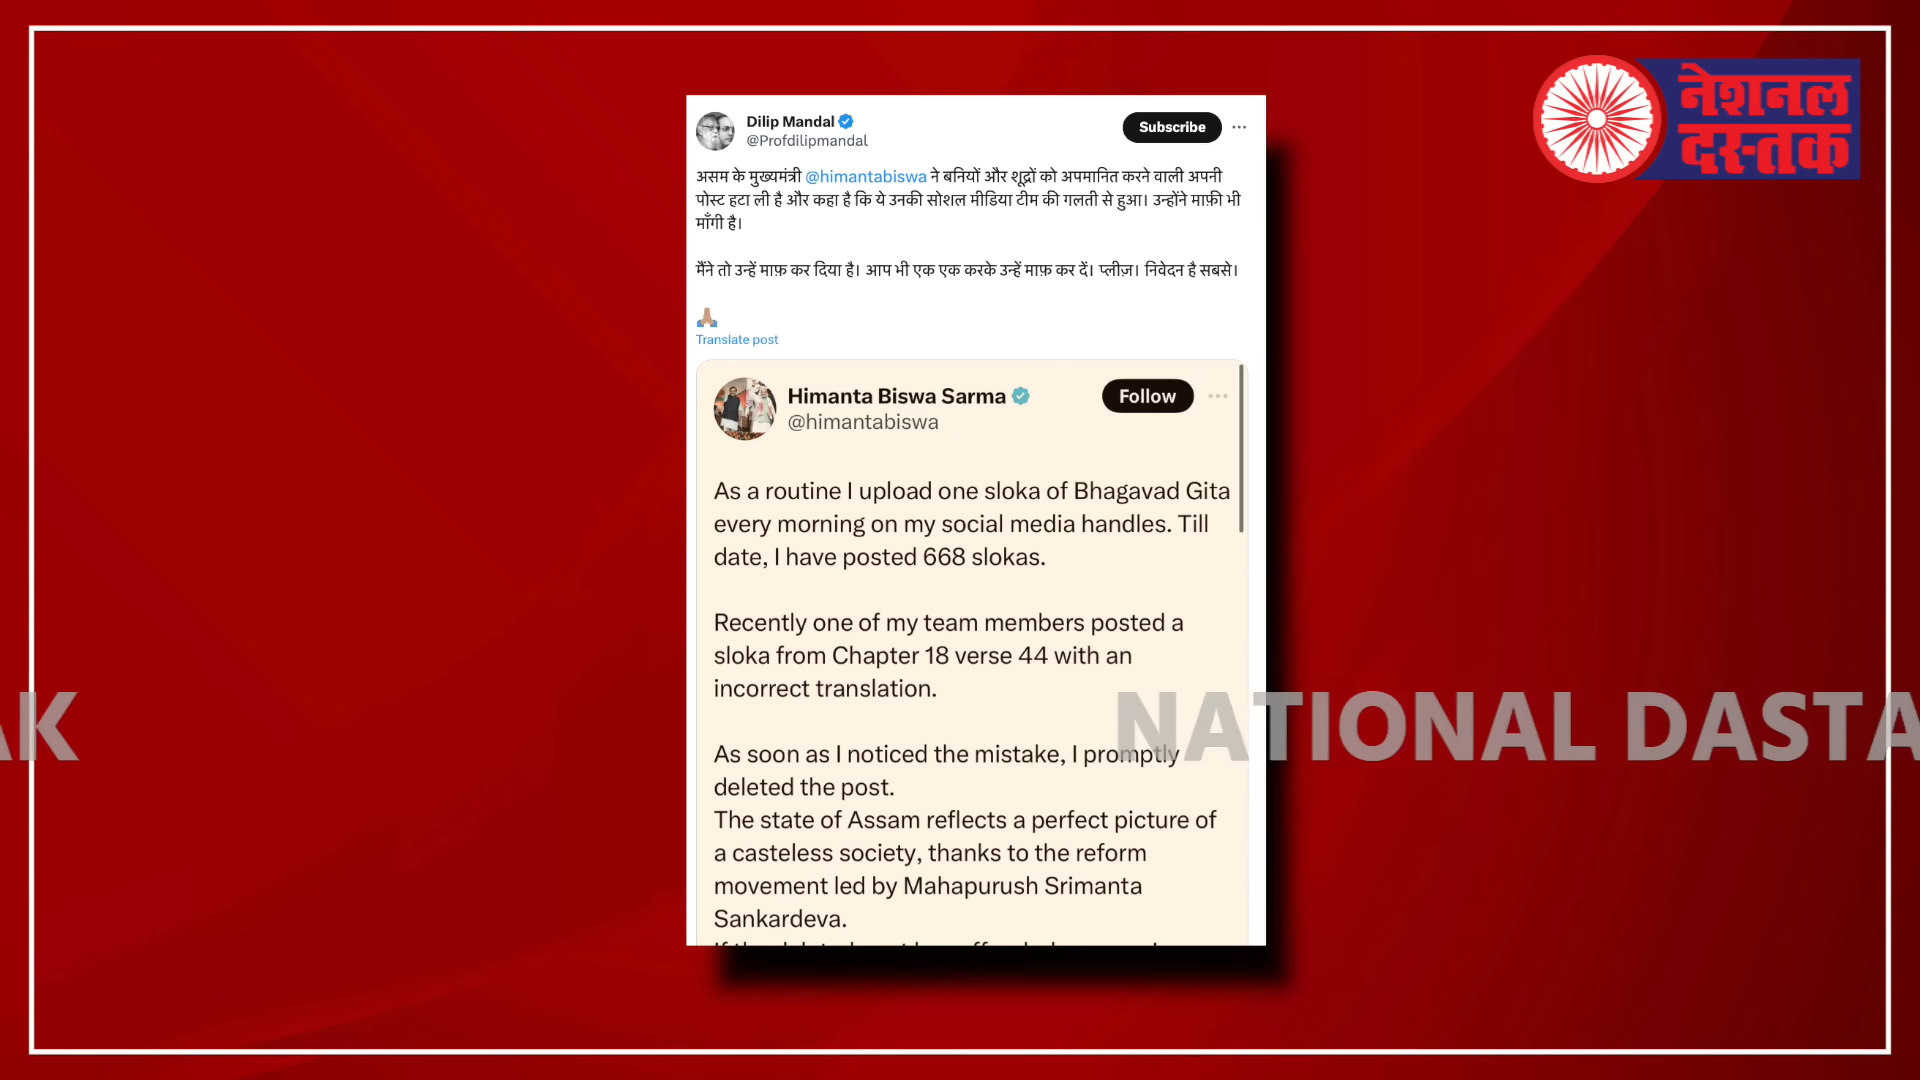 नेशनल
दस्तक
Dilip Mandal
@Profdilipmandal
Subscribe
असम के मुख्यमंत्री @himantabiswa ने बनियों और शूद्रों को अपमानित करने वाली अपनी
पोस्ट हटा ली है और कहा है कि ये उनकी सोशल मीडिया टीम की गलती से हुआ। उन्होंने माफ़ी भी
माँगी है।
मैंने तो उन्हें माफ़ कर दिया है। आप भी एक एक करके उन्हें माफ़ कर दें। प्लीज़। निवेदन है सबसे।
🙏🏽
Translate post
Himanta Biswa Sarma
@himantabiswa
Follow
As a routine I upload one sloka of Bhagavad Gita
every morning on my social media handles. Till
date, I have posted 668 slokas.
Recently one of my team members posted a
sloka from Chapter 18 verse 44 with an
incorrect translation.
As soon as I noticed the mistake, I promptly
deleted the post.
The state of Assam reflects a perfect picture of
a casteless society, thanks to the reform
movement led by Mahapurush Srimanta
Sankardeva.
AK
NATIONAL DASTA